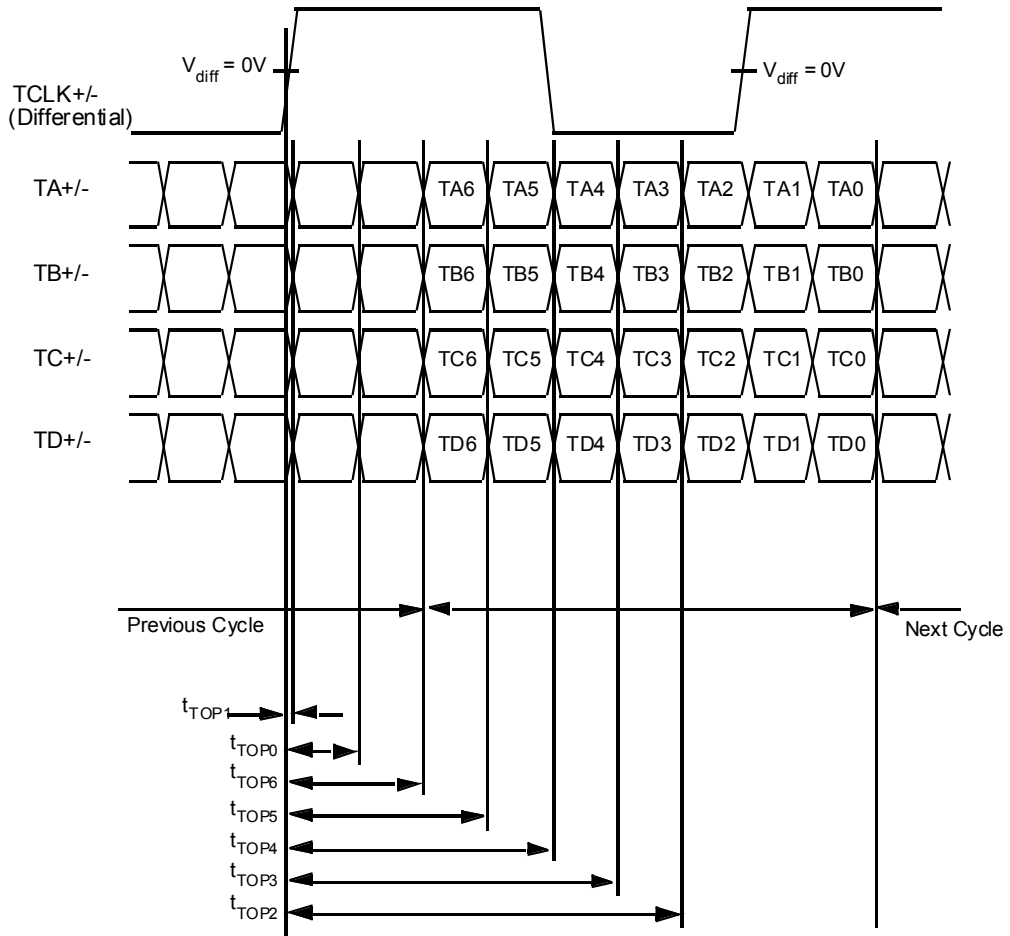 V_diff = 0V
V_diff = 0V
TCLK+/-
(Differential)
TA+/-
TA6 TA5 TA4 TA3 TA2 TA1 TA0
TB+/-
TB6 TB5 TB4 TB3 TB2 TB1 TB0
TC+/-
TC6 TC5 TC4 TC3 TC2 TC1 TC0
TD+/-
TD6 TD5 TD4 TD3 TD2 TD1 TD0
Previous Cycle
Next Cycle
t_TOP1
t_TOP0
t_TOP6
t_TOP5
t_TOP4
t_TOP3
t_TOP2